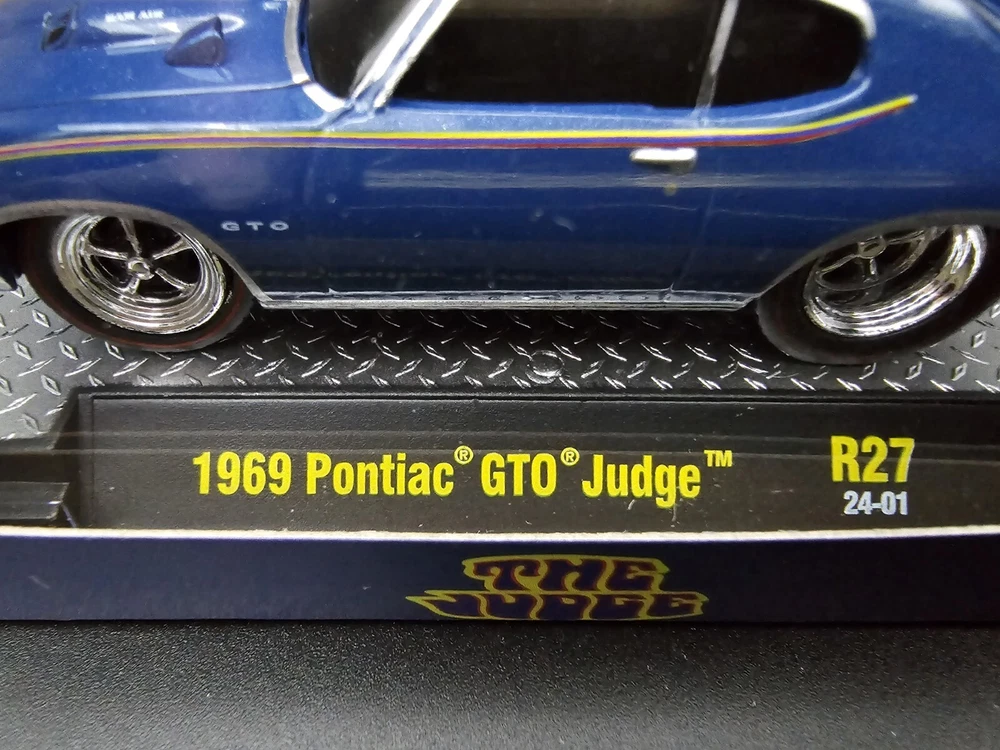 RAM AIR
GTO
1969 Pontiac® GTO® Judge™
R27
24-01
THE
JUDGE